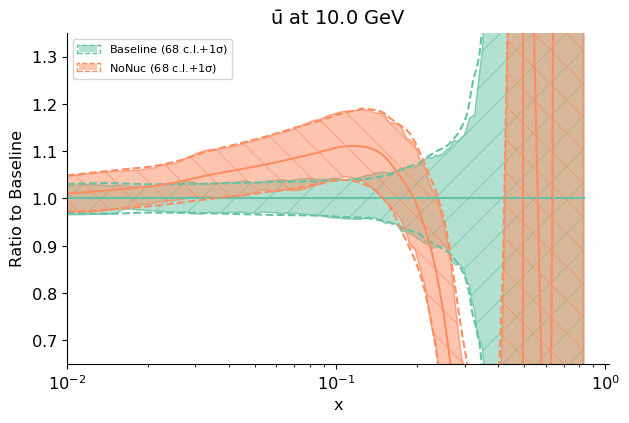 ū at 10.0 GeV
Baseline (68 c.l.+1σ)
NoNuc (68 c.l.+1σ)
Ratio to Baseline
1.3
1.2
1.1
1.0
0.9
0.8
0.7
10⁻²
10⁻¹
10⁰
x